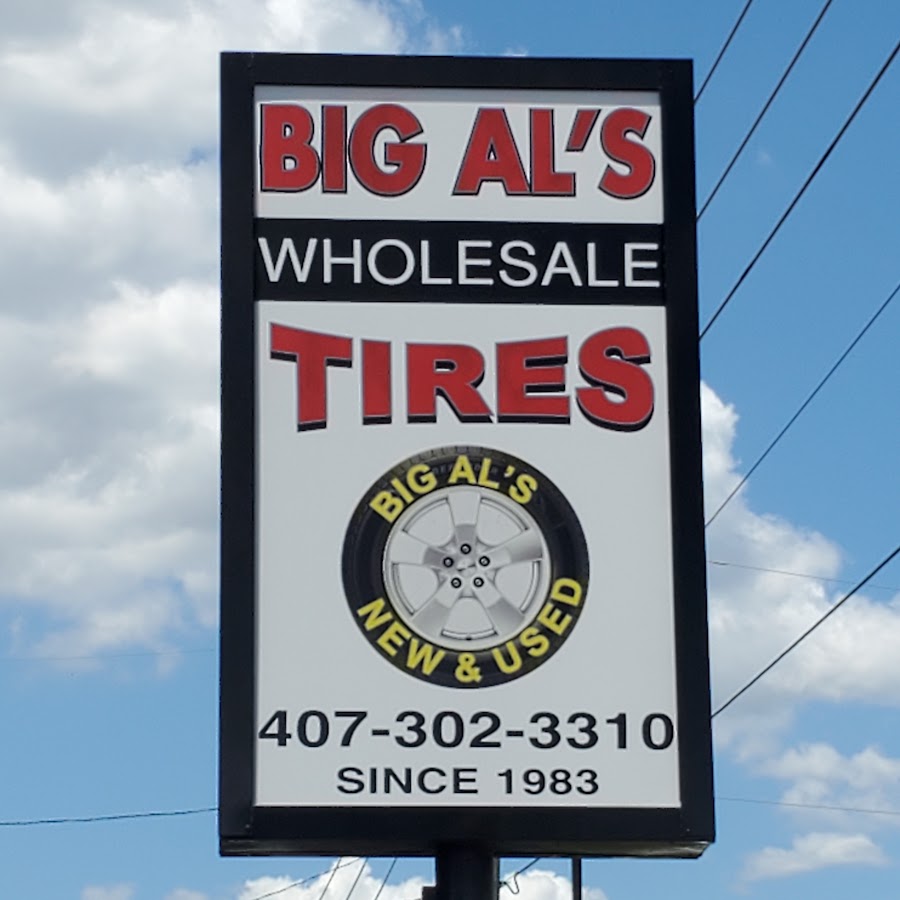 BIG AL'S
WHOLESALE
TIRES
BIG AL'S
NEW & USED
407-302-3310
SINCE 1983